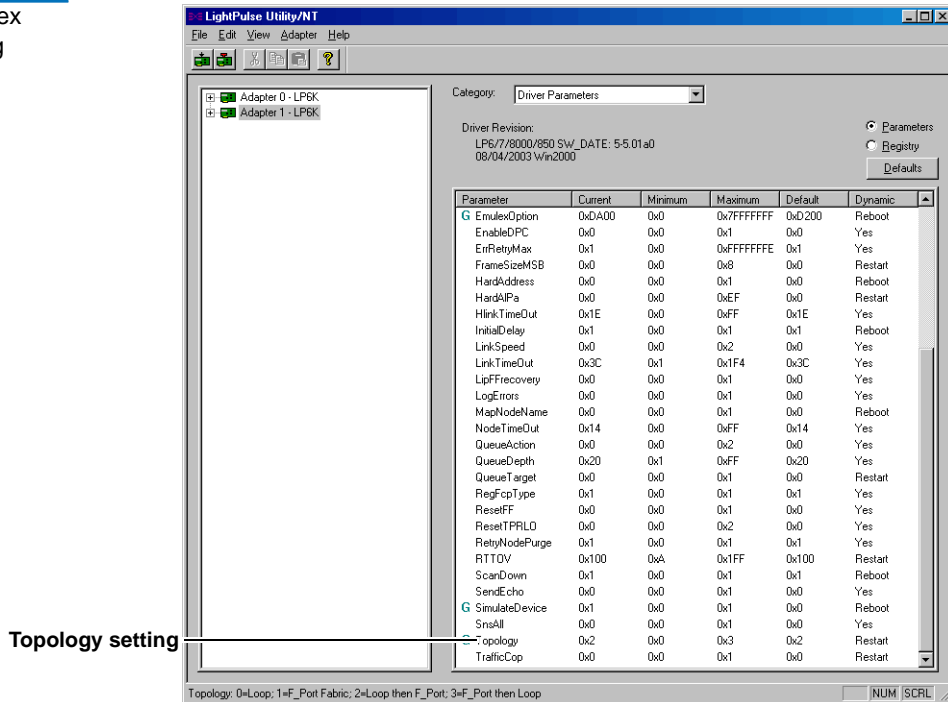 ex
g
LightPulse Utility/NT
File Edit View Adapter Help
Adapter 0 - LP6K
Adapter 1 - LP6K
Category: Driver Parameters
Driver Revision:
LP6/7/8000/850 SW_DATE: 5-5.01a0
08/04/2003 Win2000
Parameters
Registry
Defaults
Parameter Current Minimum Maximum Default Dynamic
G EmulexOption 0xDA00 0x0 0x7FFFFFFF 0xD200 Reboot
EnableDPC 0x0 0x0 0x1 0x0 Yes
ErrRetryMax 0x1 0x0 0xFFFFFFFE 0x1 Yes
FrameSizeMSB 0x0 0x0 0x8 0x0 Restart
HardAddress 0x0 0x0 0x1 0x0 Reboot
HardAlPa 0x0 0x0 0xEF 0x0 Restart
HlinkTimeOut 0x1E 0x0 0xFF 0x1E Yes
InitialDelay 0x1 0x0 0x1 0x1 Reboot
LinkSpeed 0x0 0x0 0x2 0x0 Yes
LinkTimeOut 0x3C 0x1 0x1F4 0x3C Yes
LipFFrecovery 0x0 0x0 0x1 0x0 Yes
LogErrors 0x0 0x0 0x1 0x0 Yes
MapNodeName 0x0 0x0 0x1 0x0 Reboot
NodeTimeOut 0x14 0x0 0xFF 0x14 Yes
QueueAction 0x0 0x0 0x2 0x0 Yes
QueueDepth 0x20 0x1 0xFF 0x20 Yes
QueueTarget 0x0 0x0 0x1 0x0 Restart
RegFcpType 0x1 0x0 0x1 0x1 Yes
ResetFF 0x0 0x0 0x1 0x0 Yes
ResetTPRLO 0x0 0x0 0x2 0x0 Yes
RetryNodePurge 0x1 0x0 0x1 0x1 Yes
RTTOV 0x100 0xA 0x1FF 0x100 Restart
ScanDown 0x1 0x0 0x1 0x1 Reboot
SendEcho 0x0 0x0 0x1 0x0 Yes
G SimulateDevice 0x1 0x0 0x1 0x0 Reboot
SnsAll 0x0 0x0 0x1 0x0 Yes
Topology setting
G Topology 0x2 0x0 0x3 0x2 Restart
TrafficCop 0x0 0x0 0x1 0x0 Restart
Topology: 0=Loop; 1=F_Port Fabric; 2=Loop then F_Port; 3=F_Port then Loop
NUM SCRL